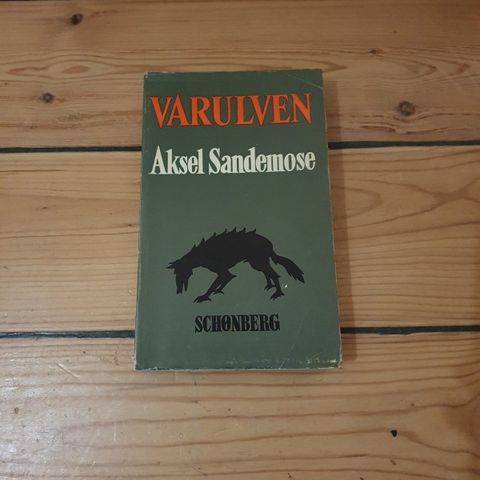 VARULVEN
Aksel Sandemose
SCHØNBERG